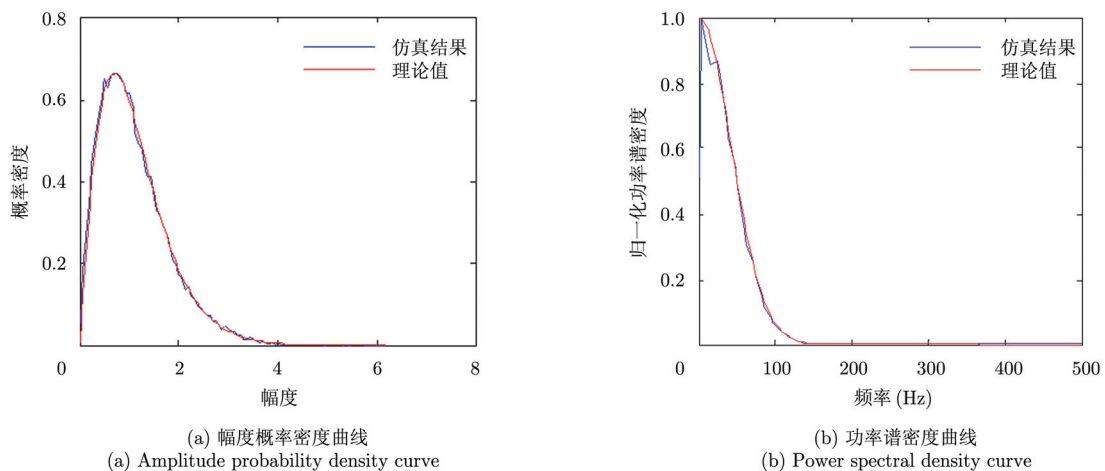 0.8
0.6
0.4
0.2
0
2
4
6
8
概率密度
幅度
仿真结果
理论值
(a) 幅度概率密度曲线
(a) Amplitude probability density curve
1.0
0.8
0.6
0.4
0.2
0
100
200
300
400
500
归一化功率谱密度
频率 (Hz)
仿真结果
理论值
(b) 功率谱密度曲线
(b) Power spectral density curve